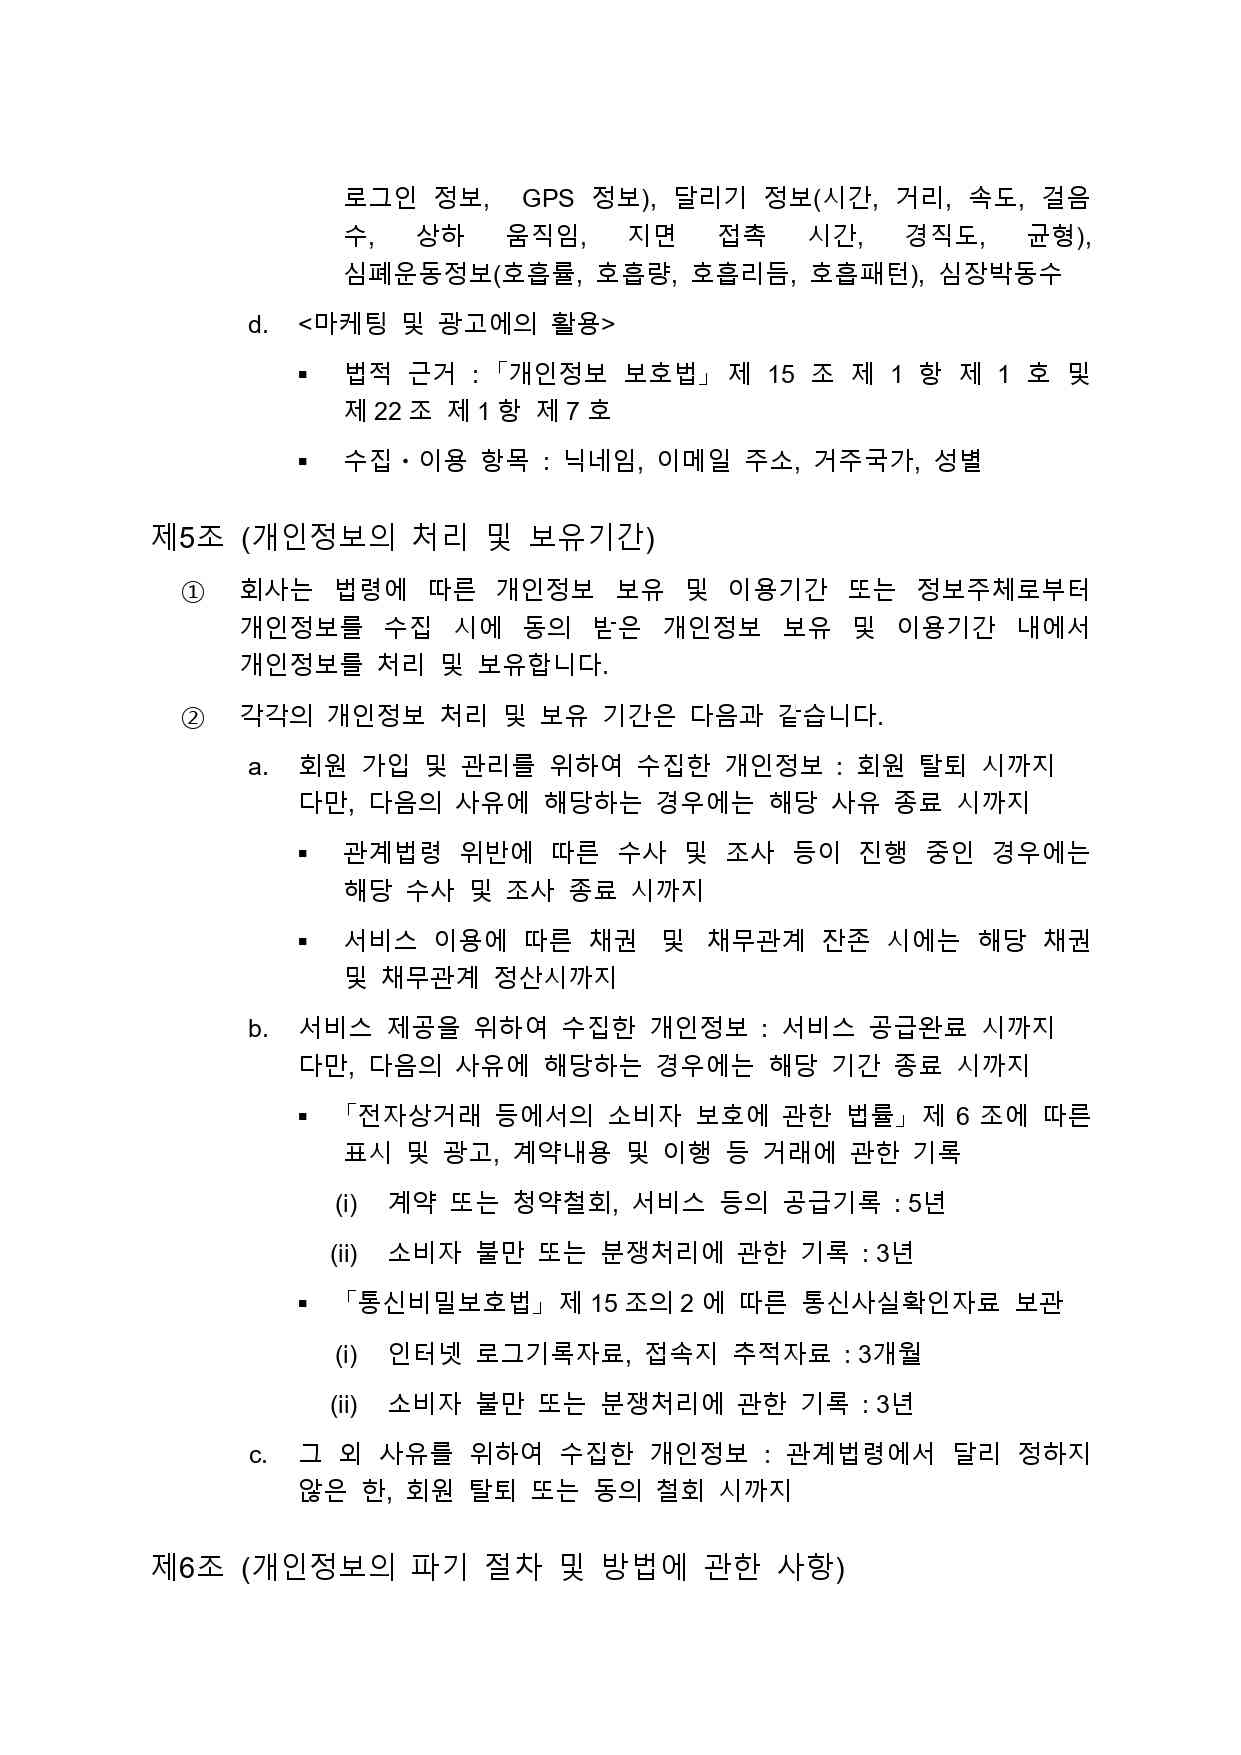 로그인 정보, GPS 정보), 달리기 정보(시간, 거리, 속도, 걸음
수, 상하 움직임, 지면 접촉 시간, 경직도, 균형),
심폐운동정보(호흡률, 호흡량, 호흡리듬, 호흡패턴), 심장박동수
d. <마케팅 및 광고에의 활용>
▪ 법적 근거 :「개인정보 보호법」제 15 조 제 1 항 제 1 호 및
제 22 조 제 1 항 제 7 호
▪ 수집・이용 항목 : 닉네임, 이메일 주소, 거주국가, 성별
제5조 (개인정보의 처리 및 보유기간)
① 회사는 법령에 따른 개인정보 보유 및 이용기간 또는 정보주체로부터
개인정보를 수집 시에 동의 받은 개인정보 보유 및 이용기간 내에서
개인정보를 처리 및 보유합니다.
② 각각의 개인정보 처리 및 보유 기간은 다음과 같습니다.
a. 회원 가입 및 관리를 위하여 수집한 개인정보 : 회원 탈퇴 시까지
다만, 다음의 사유에 해당하는 경우에는 해당 사유 종료 시까지
▪ 관계법령 위반에 따른 수사 및 조사 등이 진행 중인 경우에는
해당 수사 및 조사 종료 시까지
▪ 서비스 이용에 따른 채권 및 채무관계 잔존 시에는 해당 채권
및 채무관계 정산시까지
b. 서비스 제공을 위하여 수집한 개인정보 : 서비스 공급완료 시까지
다만, 다음의 사유에 해당하는 경우에는 해당 기간 종료 시까지
▪ 「전자상거래 등에서의 소비자 보호에 관한 법률」제 6 조에 따른
표시 및 광고, 계약내용 및 이행 등 거래에 관한 기록
(i) 계약 또는 청약철회, 서비스 등의 공급기록 : 5년
(ii) 소비자 불만 또는 분쟁처리에 관한 기록 : 3년
▪ 「통신비밀보호법」제 15 조의 2 에 따른 통신사실확인자료 보관
(i) 인터넷 로그기록자료, 접속지 추적자료 : 3개월
(ii) 소비자 불만 또는 분쟁처리에 관한 기록 : 3년
c. 그 외 사유를 위하여 수집한 개인정보 : 관계법령에서 달리 정하지
않은 한, 회원 탈퇴 또는 동의 철회 시까지
제6조 (개인정보의 파기 절차 및 방법에 관한 사항)